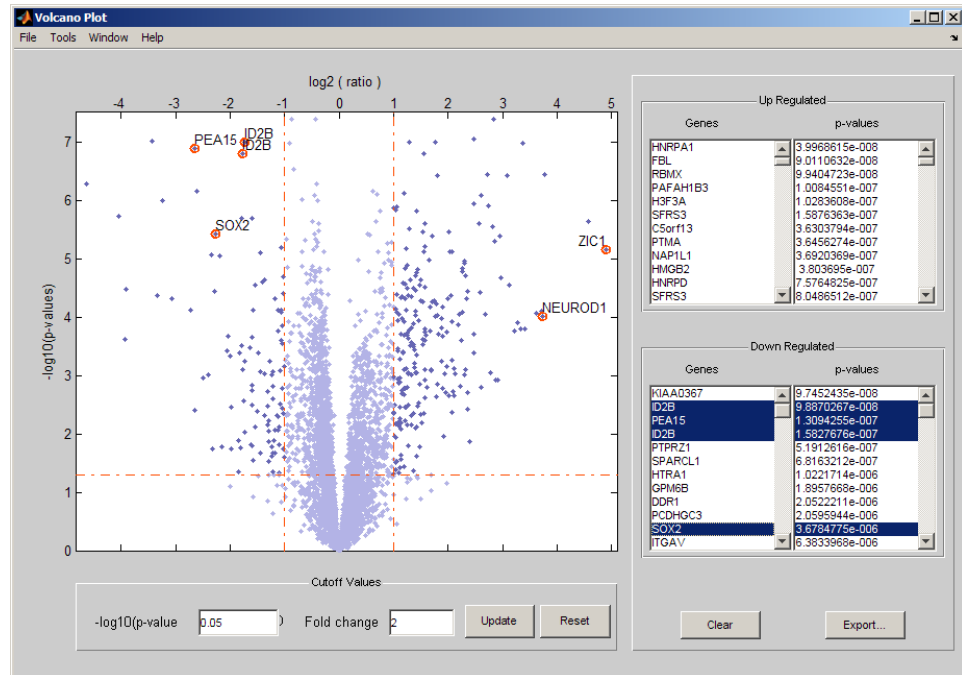 Volcano Plot
File Tools Window Help
log2 ( ratio )
-4 -3 -2 -1 0 1 2 3 4 5
7
6
5
4
3
2
1
0
-log10(p-values)
PEA15
ID2B
ID2B
SOX2
ZIC1
NEUROD1
Up Regulated
Genes p-values
HNRPA1 3.9968615e-008
FBL 9.0110632e-008
RBMX 9.9404723e-008
PAFAH1B3 1.0084551e-007
H3F3A 1.0283608e-007
SFRS3 1.5876363e-007
C5orf13 3.6303794e-007
PTMA 3.6456274e-007
NAP1L1 3.6920369e-007
HMGB2 3.803695e-007
HNRPD 7.5764825e-007
SFRS3 8.0486512e-007
Down Regulated
Genes p-values
KIAA0367 9.7452435e-008
ID2B 9.8870267e-008
PEA15 1.3094255e-007
ID2B 1.5827676e-007
PTPRZ1 5.1912616e-007
SPARCL1 6.8163212e-007
HTRA1 1.0221714e-006
GPM6B 1.8957668e-006
DDR1 2.0522211e-006
PCDHGC3 2.0595944e-006
SOX2 3.6784775e-006
ITGAV 6.3833968e-006
Cutoff Values
-log10(p-value 0.05 ) Fold change 2 Update Reset
Clear Export...